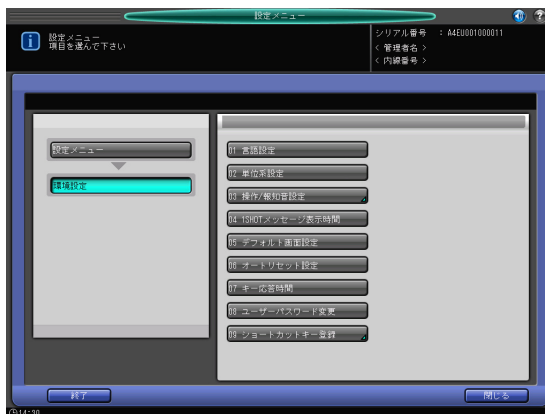 設定メニュー
設定メニュー
項目を選んで下さい
シリアル番号 : A4EU001000011
< 管理者名 >
< 内線番号 >
設定メニュー
環境設定
01 言語設定
02 単位系設定
03 操作/報知音設定
04 1SHOTメッセージ表示時間
05 デフォルト画面設定
06 オートリセット設定
07 キー応答時間
08 ユーザーパスワード変更
09 ショートカットキー登録
終了
閉じる
14:30